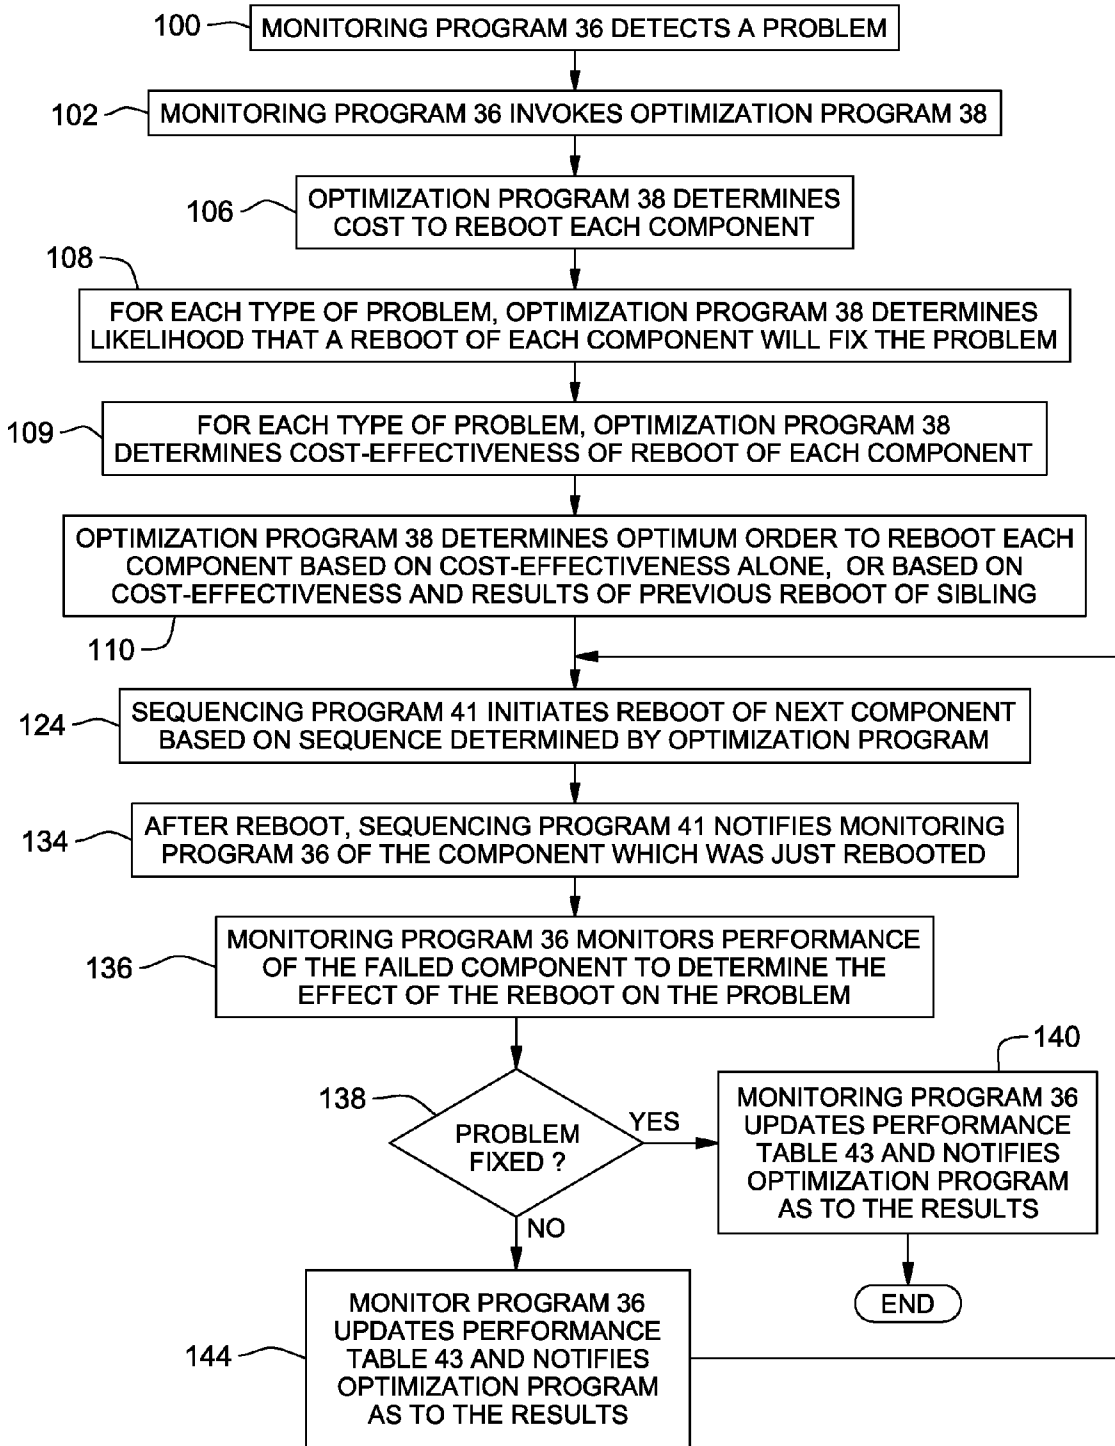 100
MONITORING PROGRAM 36 DETECTS A PROBLEM
102
MONITORING PROGRAM 36 INVOKES OPTIMIZATION PROGRAM 38
106
OPTIMIZATION PROGRAM 38 DETERMINES
COST TO REBOOT EACH COMPONENT
108
FOR EACH TYPE OF PROBLEM, OPTIMIZATION PROGRAM 38 DETERMINES
LIKELIHOOD THAT A REBOOT OF EACH COMPONENT WILL FIX THE PROBLEM
109
FOR EACH TYPE OF PROBLEM, OPTIMIZATION PROGRAM 38
DETERMINES COST-EFFECTIVENESS OF REBOOT OF EACH COMPONENT
OPTIMIZATION PROGRAM 38 DETERMINES OPTIMUM ORDER TO REBOOT EACH
COMPONENT BASED ON COST-EFFECTIVENESS ALONE, OR BASED ON
COST-EFFECTIVENESS AND RESULTS OF PREVIOUS REBOOT OF SIBLING
110
124
SEQUENCING PROGRAM 41 INITIATES REBOOT OF NEXT COMPONENT
BASED ON SEQUENCE DETERMINED BY OPTIMIZATION PROGRAM
134
AFTER REBOOT, SEQUENCING PROGRAM 41 NOTIFIES MONITORING
PROGRAM 36 OF THE COMPONENT WHICH WAS JUST REBOOTED
136
MONITORING PROGRAM 36 MONITORS PERFORMANCE
OF THE FAILED COMPONENT TO DETERMINE THE
EFFECT OF THE REBOOT ON THE PROBLEM
138
PROBLEM
FIXED ?
YES
NO
140
MONITORING PROGRAM 36
UPDATES PERFORMANCE
TABLE 43 AND NOTIFIES
OPTIMIZATION PROGRAM
AS TO THE RESULTS
END
144
MONITOR PROGRAM 36
UPDATES PERFORMANCE
TABLE 43 AND NOTIFIES
OPTIMIZATION PROGRAM
AS TO THE RESULTS